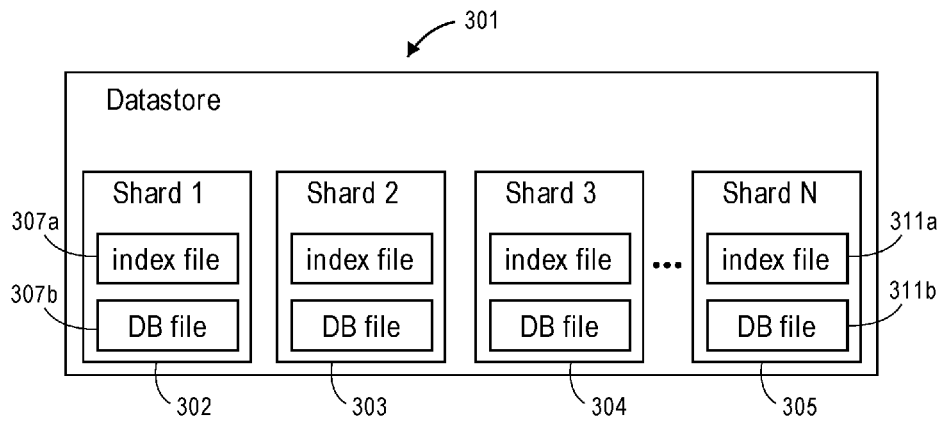 301
Datastore
Shard 1 Shard 2 Shard 3 Shard N
307a 311a
index file index file index file ... index file
307b 311b
DB file DB file DB file DB file
302 303 304 305